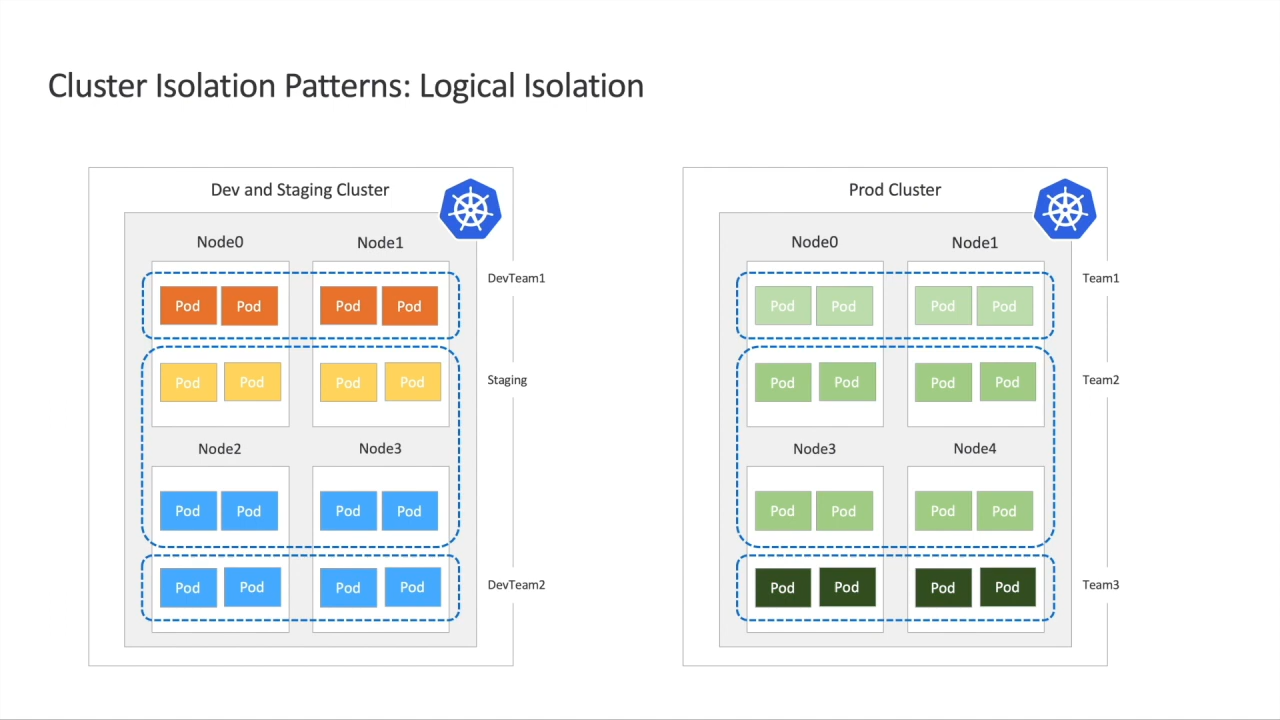 Cluster Isolation Patterns: Logical Isolation
Dev and Staging Cluster
Node0 Node1
DevTeam1
Pod Pod Pod Pod
Staging
Pod Pod Pod Pod
Node2 Node3
Pod Pod Pod Pod
DevTeam2
Pod Pod Pod Pod
Prod Cluster
Node0 Node1
Team1
Pod Pod Pod Pod
Team2
Pod Pod Pod Pod
Node3 Node4
Pod Pod Pod Pod
Team3
Pod Pod Pod Pod